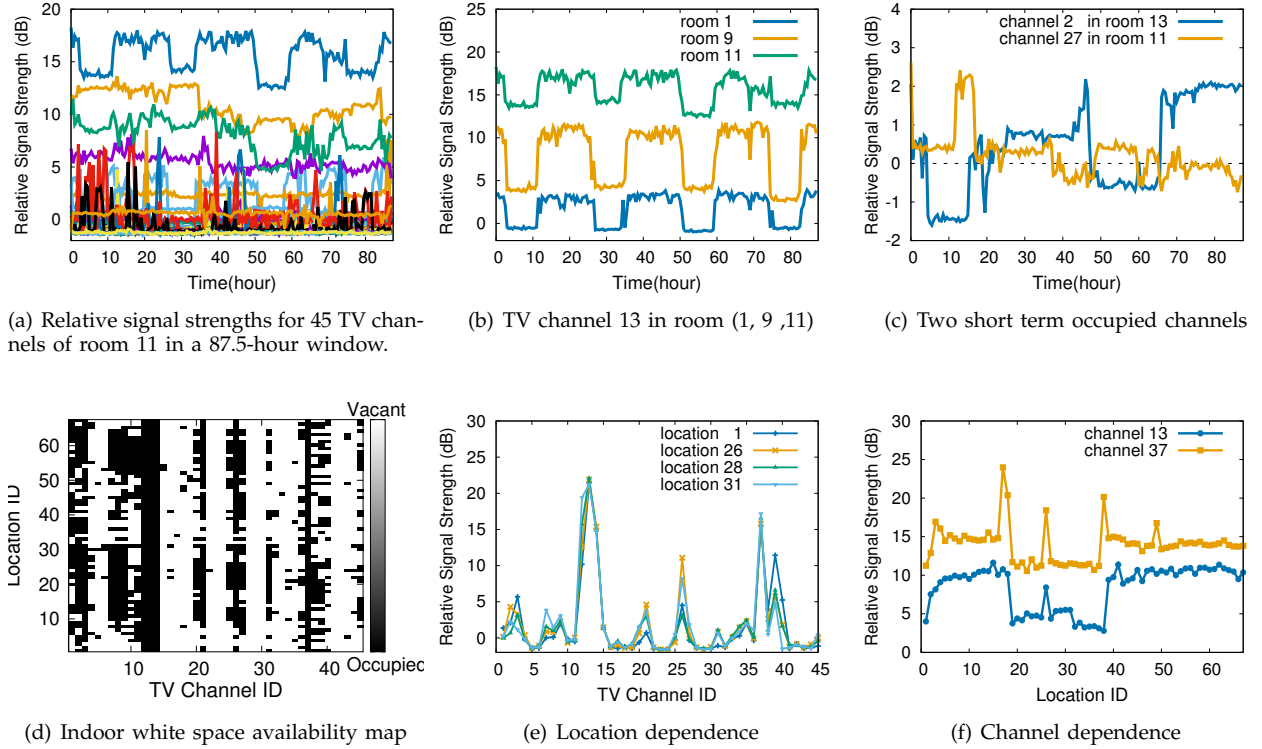 Relative Signal Strength (dB)
20
15
10
5
0
0 10 20 30 40 50 60 70 80
Time(hour)
(a) Relative signal strengths for 45 TV chan-
nels of room 11 in a 87.5-hour window.
Relative Signal Strength (dB)
25
20
15
10
5
0
room 1
room 9
room 11
0 10 20 30 40 50 60 70 80
Time(hour)
(b) TV channel 13 in room (1, 9 ,11)
Relative Signal Strength (dB)
4
3
2
1
0
-1
-2
channel 2 in room 13
channel 27 in room 11
0 10 20 30 40 50 60 70 80
Time(hour)
(c) Two short term occupied channels
Location ID
60
50
40
30
20
10
Vacant
Occupied
10 20 30 40
TV Channel ID
(d) Indoor white space availability map
Relative Signal Strength (dB)
30
25
20
15
10
5
0
location 1
location 26
location 28
location 31
0 5 10 15 20 25 30 35 40 45
TV Channel ID
(e) Location dependence
Relative Signal Strength (dB)
30
25
20
15
10
5
0
channel 13
channel 37
0 10 20 30 40 50 60
Location ID
(f) Channel dependence